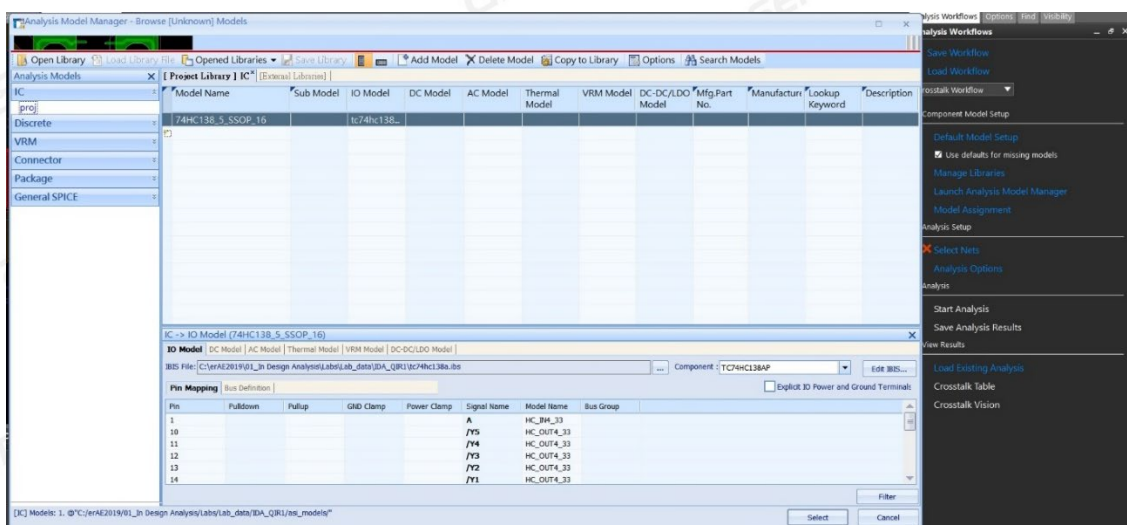 Analysis Model Manager - Browse [Unknown] Models
Open Library Load Library File Opened Libraries Save Library Add Model Delete Model Copy to Library Options Search Models
Analysis Models
IC
proj
Discrete
VRM
Connector
Package
General SPICE
[ Project Library ] IC [External Libraries]
Model Name Sub Model IO Model DC Model AC Model Thermal Model VRM Model DC-DC/LDO Model Mfg.Part No. Manufacture Lookup Keyword Description
74HC138_5_SSOP_16 tc74hc138...
IC -> IO Model (74HC138_5_SSOP_16)
IO Model DC Model AC Model Thermal Model VRM Model DC-DC/LDO Model
IBIS File: C:\erAE2019\01_In Design Analysis\Labs\Lab_data\IDA_QIR1\tc74hc138a.ibs ... Component : TC74HC138AP Edit IBIS...
Pin Mapping Bus Definition Explicit IO Power and Ground Terminals
Pin Pulldown Pullup GND Clamp Power Clamp Signal Name Model Name Bus Group
1 A HC_IN4_33
10 /Y5 HC_OUT4_33
11 /Y4 HC_OUT4_33
12 /Y3 HC_OUT4_33
13 /Y2 HC_OUT4_33
14 /Y1 HC_OUT4_33
Filter
[IC] Models: 1. @"C:/erAE2019/01_In Design Analysis/Labs/Lab_data/IDA_QIR1/asi_models/"
Select Cancel
alysis Workflows Options Find Visibility
nalysis Workflows
Save Workflow
Load Workflow
rosstalk Workflow
Component Model Setup
Default Model Setup
Use defaults for missing models
Manage Libraries
Launch Analysis Model Manager
Model Assignment
Analysis Setup
Select Nets
Analysis Options
Analysis
Start Analysis
Save Analysis Results
View Results
Load Existing Analysis
Crosstalk Table
Crosstalk Vision